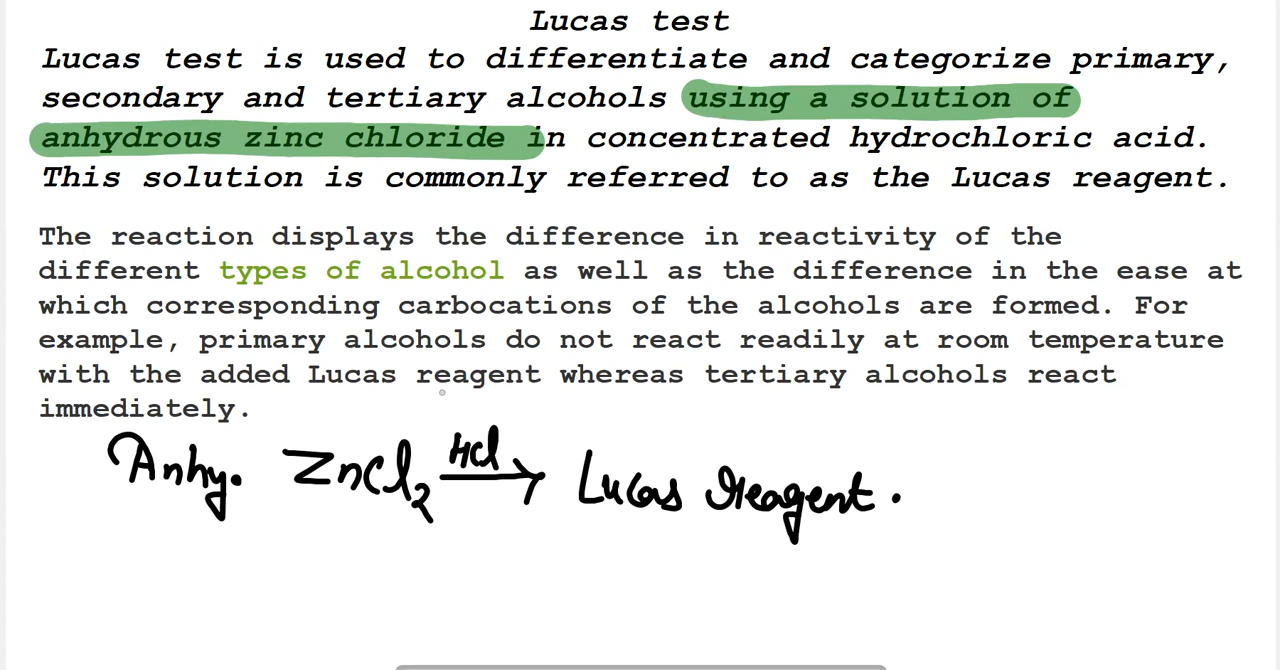 Lucas test
Lucas test is used to differentiate and categorize primary,
secondary and tertiary alcohols using a solution of
anhydrous zinc chloride in concentrated hydrochloric acid.
This solution is commonly referred to as the Lucas reagent.
The reaction displays the difference in reactivity of the
different types of alcohol as well as the difference in the ease at
which corresponding carbocations of the alcohols are formed. For
example, primary alcohols do not react readily at room temperature
with the added Lucas reagent whereas tertiary alcohols react
immediately.
Anhy. ZnCl₂ HCl → Lucas Reagent.